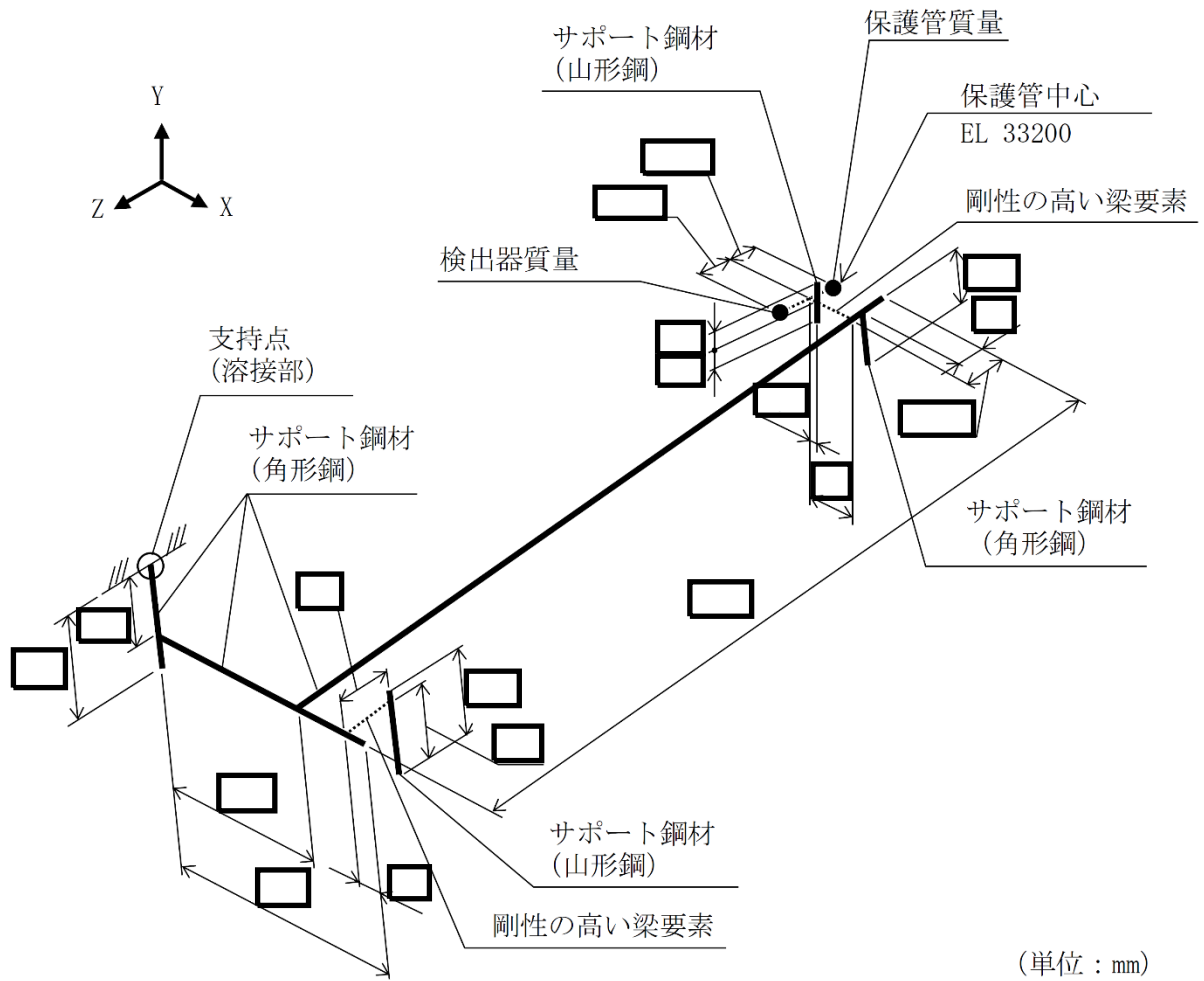 保護管質量
サポート鋼材
(山形鋼)
保護管中心
EL 33200
Y
Z
X
剛性の高い梁要素
検出器質量
支持点
(溶接部)
サポート鋼材
(角形鋼)
サポート鋼材
(角形鋼)
サポート鋼材
(山形鋼)
剛性の高い梁要素
(単位：mm)